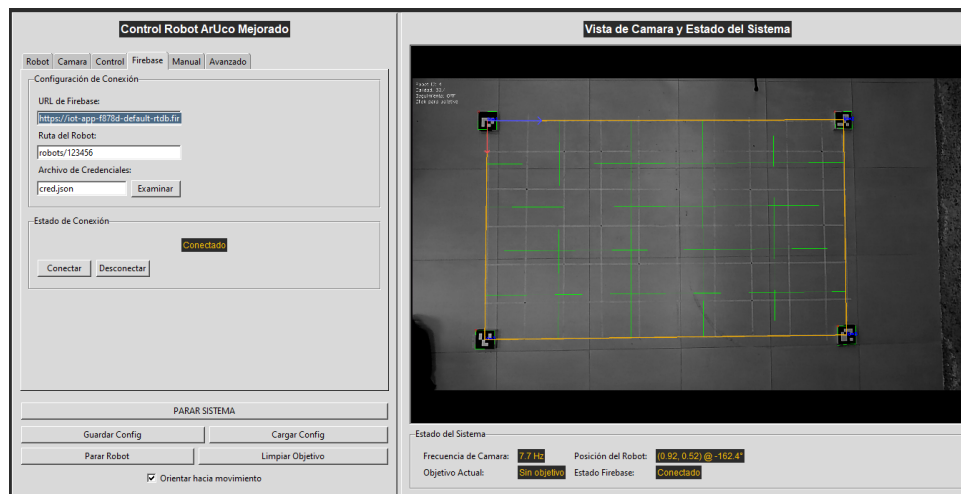 Control Robot ArUco Mejorado
Robot Camara Control Firebase Manual Avanzado
Configuración de Conexión
URL de Firebase:
https://iot-app-f878d-default-rtdb.fir
Ruta del Robot:
robots/123456
Archivo de Credenciales:
cred.json Examinar
Estado de Conexión
Conectado
Conectar Desconectar
PARAR SISTEMA
Guardar Config Cargar Config
Parar Robot Limpiar Objetivo
Orientar hacia movimiento
Vista de Camara y Estado del Sistema
Estado del Sistema
Frecuencia de Camara: 7.7 Hz Posición del Robot: (0.92, 0.52) @ -162.4°
Objetivo Actual: Sin objetivo Estado Firebase: Conectado